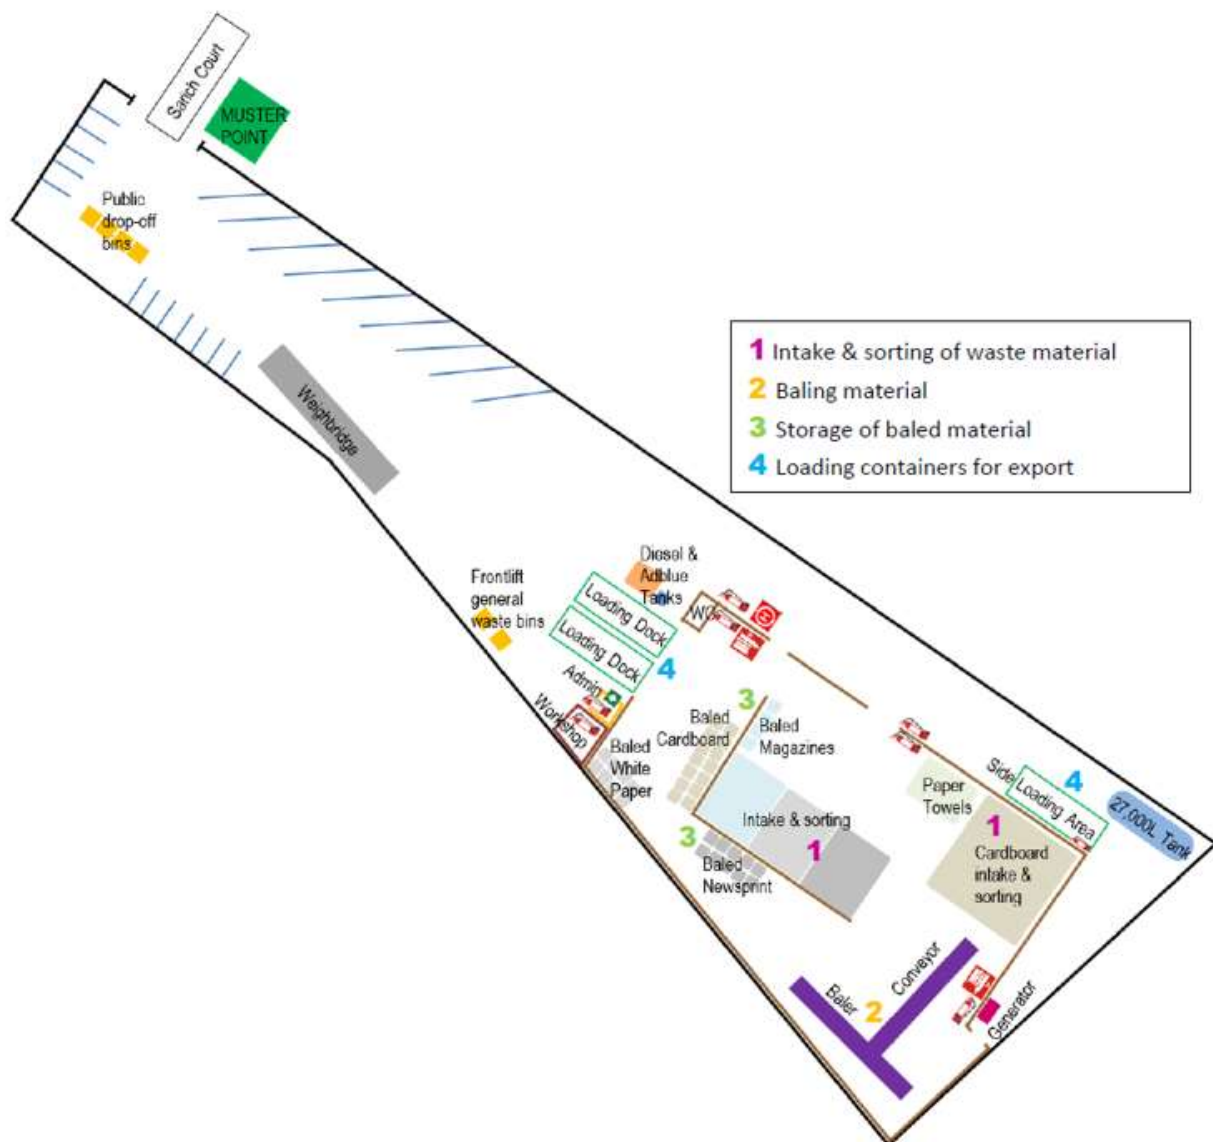 Sarich Court
MUSTER
POINT
Public
drop-off
bins
Weighbridge
1 Intake & sorting of waste material
2 Baling material
3 Storage of baled material
4 Loading containers for export
Diesel &
Adblue
Tanks
Frontlift
general
waste bins
Loading Dock
Loading Dock
4
WC
Admin
Workshop
3
Baled
Cardboard
Baled
Magazines
Baled
White
Paper
Intake & sorting
1
3
Baled
Newsprint
Paper
Towels
Side
Loading Area
4
27,000L Tank
1
Cardboard
intake &
sorting
Conveyor
Baler
2
Generator